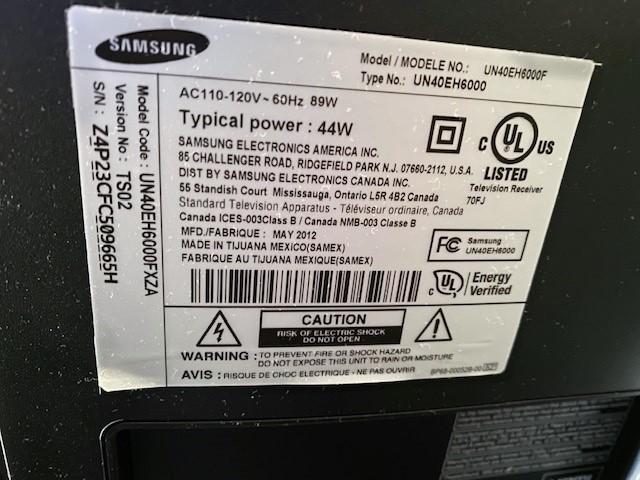 SAMSUNG
Model / MODELE NO.: UN40EH6000F
Type No.: UN40EH6000
AC110-120V~60Hz 89W
Typical power : 44W
SAMSUNG ELECTRONICS AMERICA INC.
85 CHALLENGER ROAD, RIDGEFIELD PARK N.J. 07660-2112, U.S.A.
DIST BY SAMSUNG ELECTRONICS CANADA INC.
55 Standish Court Mississauga, Ontario L5R 4B2 Canada
Standard Television Apparatus - Téléviseur ordinaire, Canada
Canada ICES-003Class B / Canada NMB-003 Classe B
MFD./FABRIQUE : MAY 2012
MADE IN TIJUANA MEXICO(SAMEX)
FABRIQUE AU TIJUANA MEXIQUE(SAMEX)
C UL US
LISTED
Television Receiver
70FJ
FC Samsung
UN40EH6000
C UL Energy
Verified
Model Code : UN40EH6000FXZA
Version No : TS02
S/N : Z4P23CFC509665H
CAUTION
RISK OF ELECTRIC SHOCK
DO NOT OPEN
WARNING : TO PREVENT FIRE OR SHOCK HAZARD
DO NOT EXPOSE THIS UNIT TO RAIN OR MOISTURE
AVIS : RISQUE DE CHOC ELECTRIQUE - NE PAS OUVRIR